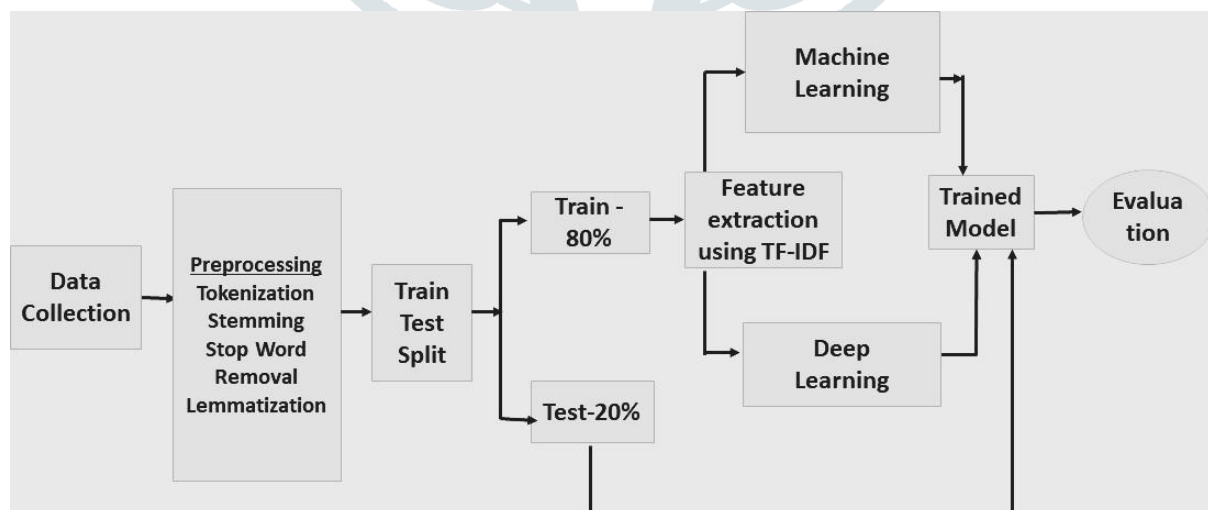 Data
Collection
Preprocessing
Tokenization
Stemming
Stop Word
Removal
Lemmatization
Train
Test
Split
Train -
80%
Test-20%
Feature
extraction
using TF-IDF
Machine
Learning
Deep
Learning
Trained
Model
Evalua
tion